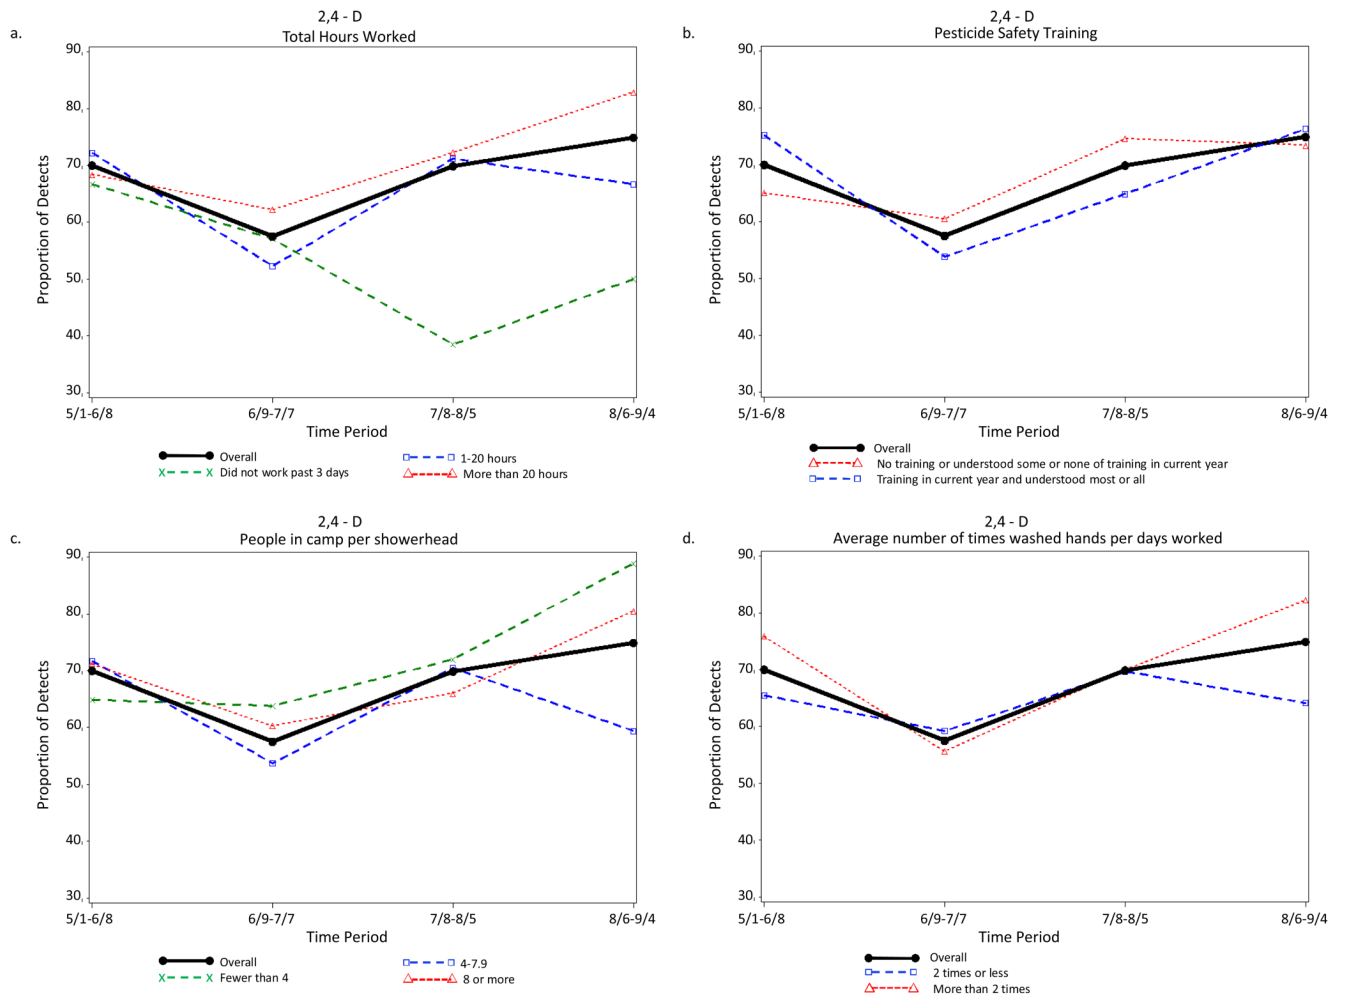 a.
2,4 - D
Total Hours Worked
90
80
70
60
50
40
30
Proportion of Detects
5/1-6/8 6/9-7/7 7/8-8/5 8/6-9/4
Time Period
Overall 1-20 hours
Did not work past 3 days More than 20 hours
b.
2,4 - D
Pesticide Safety Training
90
80
70
60
50
40
30
Proportion of Detects
5/1-6/8 6/9-7/7 7/8-8/5 8/6-9/4
Time Period
Overall
No training or understood some or none of training in current year
Training in current year and understood most or all
c.
2,4 - D
People in camp per showerhead
90
80
70
60
50
40
30
Proportion of Detects
5/1-6/8 6/9-7/7 7/8-8/5 8/6-9/4
Time Period
Overall 4-7.9
Fewer than 4 8 or more
d.
2,4 - D
Average number of times washed hands per days worked
90
80
70
60
50
40
30
Proportion of Detects
5/1-6/8 6/9-7/7 7/8-8/5 8/6-9/4
Time Period
Overall
2 times or less
More than 2 times